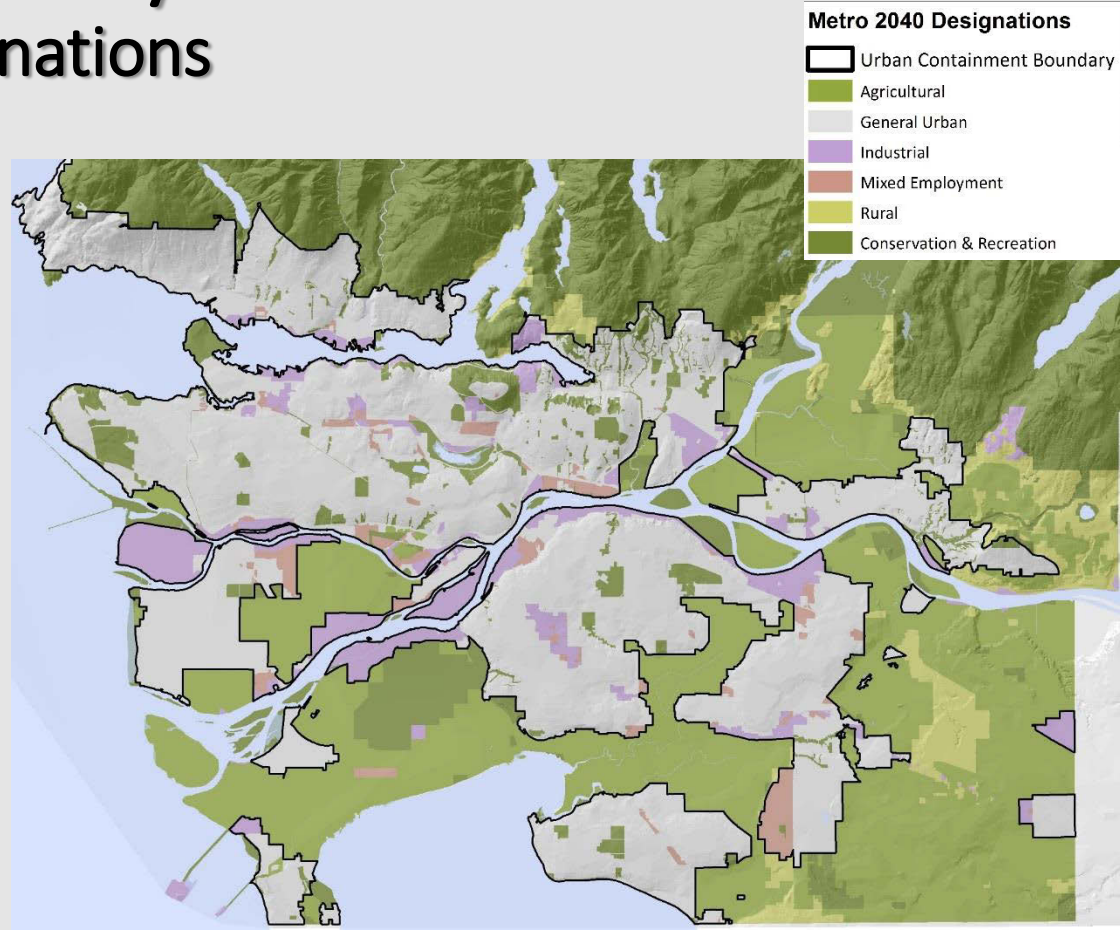 nations
Metro 2040 Designations
Urban Containment Boundary
Agricultural
General Urban
Industrial
Mixed Employment
Rural
Conservation & Recreation